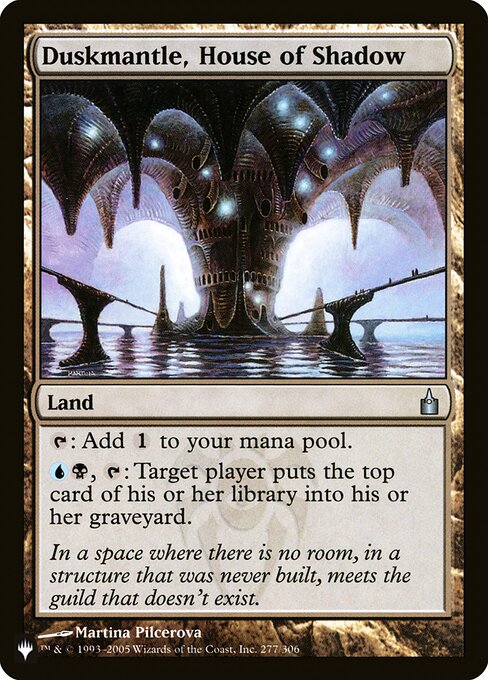 Duskmantle, House of Shadow
Land
: Add 1 to your mana pool.
, : Target player puts the top
card of his or her library into his or
her graveyard.
In a space where there is no room, in a
structure that was never built, meets the
guild that doesn't exist.
Martina Pilcerova
™ & © 1993–2005 Wizards of the Coast, Inc. 277/306